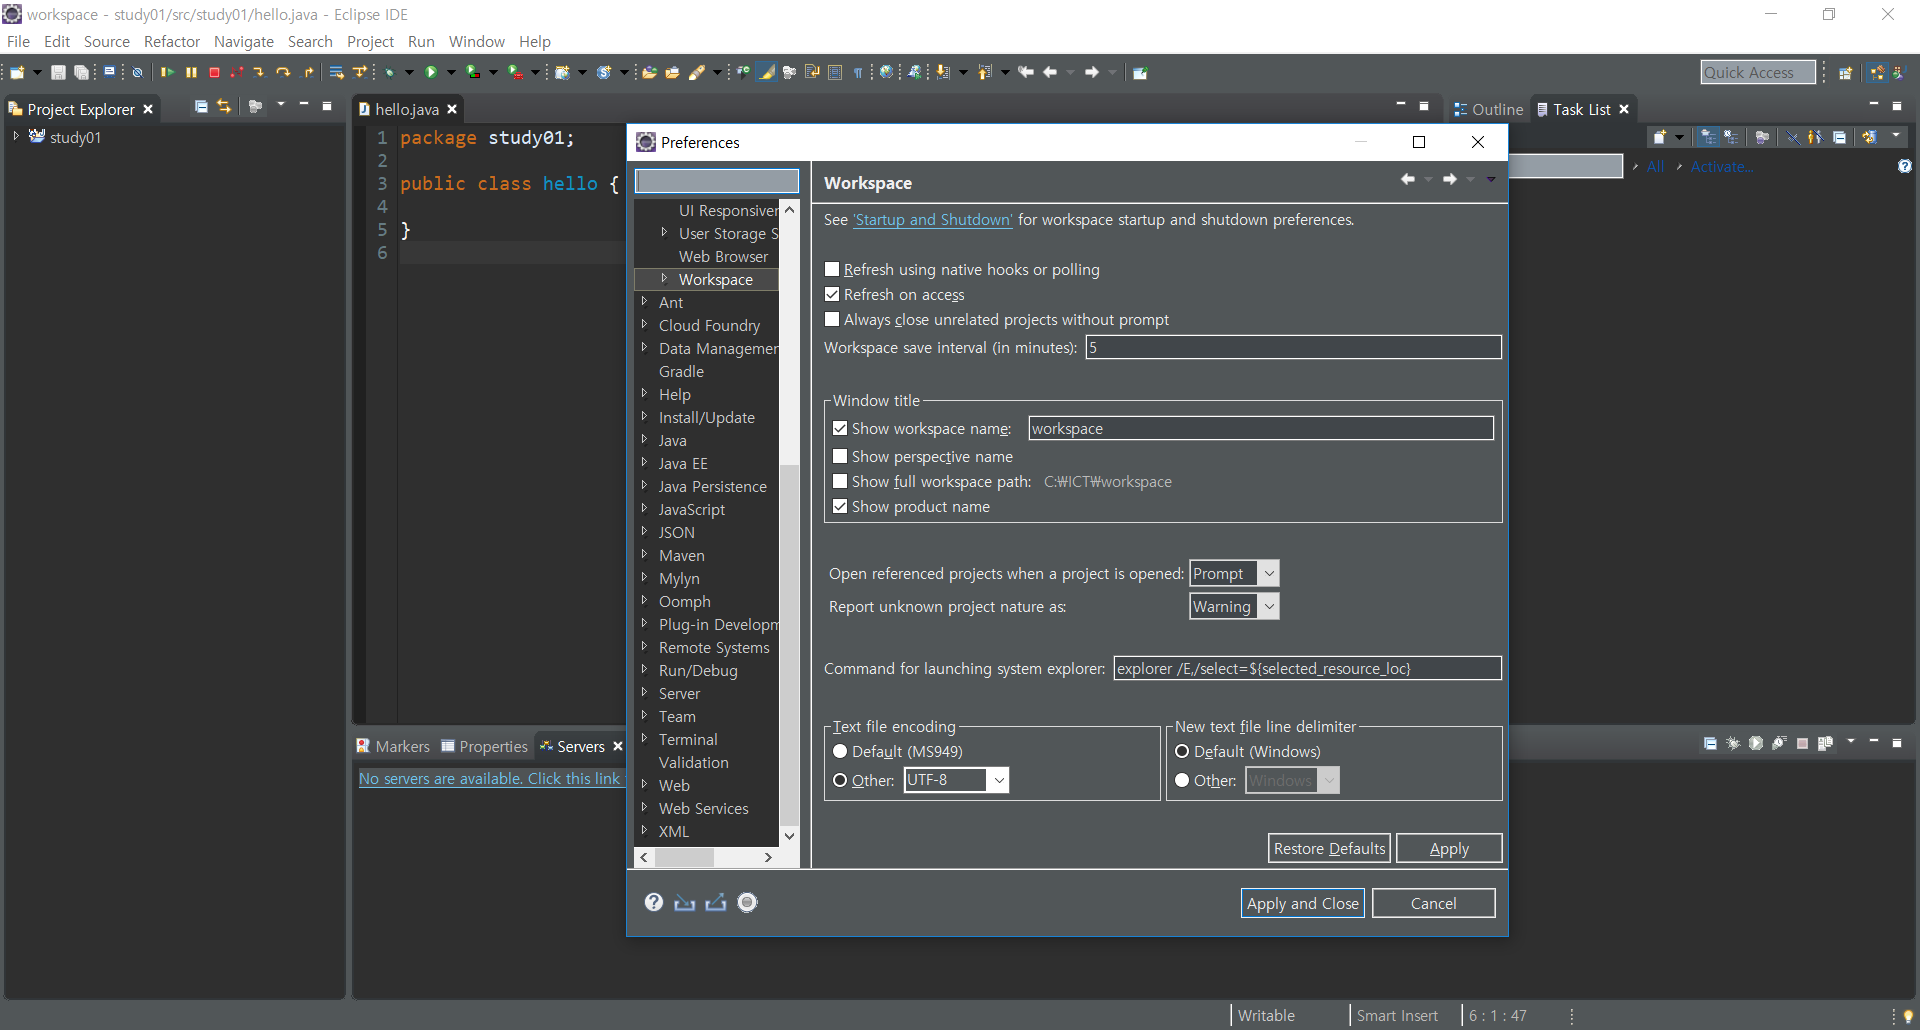 workspace - study01/src/study01/hello.java - Eclipse IDE
File Edit Source Refactor Navigate Search Project Run Window Help
Quick Access
Project Explorer
study01
hello.java
1 package study01;
2
3 public class hello {
4
5 }
6
Outline Task List
All Activate...
Preferences
UI Responsiver
User Storage S
Web Browser
Workspace
Ant
Cloud Foundry
Data Managemer
Gradle
Help
Install/Update
Java
Java EE
Java Persistence
JavaScript
JSON
Maven
Mylyn
Oomph
Plug-in Developm
Remote Systems
Run/Debug
Server
Team
Terminal
Validation
Web
Web Services
XML
Workspace
See 'Startup and Shutdown' for workspace startup and shutdown preferences.
Refresh using native hooks or polling
Refresh on access
Always close unrelated projects without prompt
Workspace save interval (in minutes): 5
Window title
Show workspace name: workspace
Show perspective name
Show full workspace path: C:₩ICT₩workspace
Show product name
Open referenced projects when a project is opened: Prompt
Report unknown project nature as: Warning
Command for launching system explorer: explorer /E,/select=${selected_resource_loc}
Text file encoding
Default (MS949)
Other: UTF-8
New text file line delimiter
Default (Windows)
Other: Windows
Restore Defaults Apply
Apply and Close Cancel
Markers Properties Servers
No servers are available. Click this link
Writable Smart Insert 6 : 1 : 47